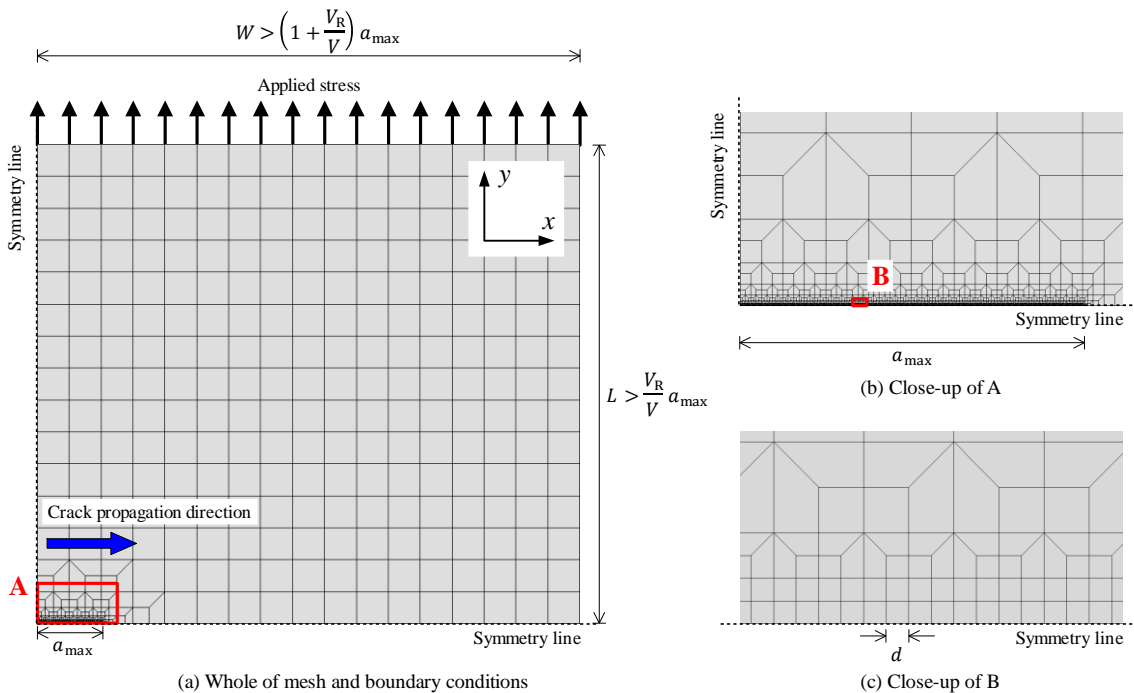 W > (1 + V_R/V) a_max
Applied stress
Symmetry line
y
x
L > V_R/V a_max
Crack propagation direction
A
a_max
Symmetry line
(a) Whole of mesh and boundary conditions
Symmetry line
B
Symmetry line
a_max
(b) Close-up of A
Symmetry line
d
(c) Close-up of B